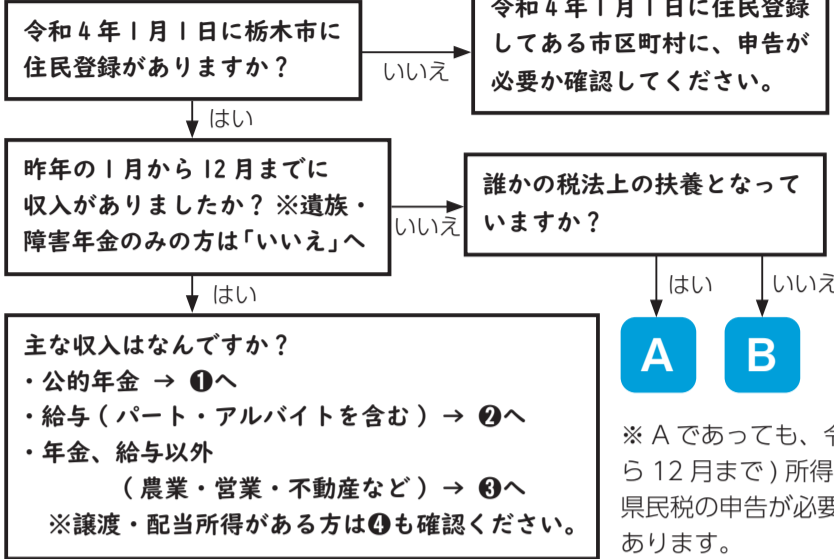 令和4年1月1日に栃木市に
住民登録がありますか？
いいえ
令和4年1月1日に住民登録
してある市区町村に、申告が
必要か確認してください。
はい
昨年の1月から12月までに
収入がありましたか？※遺族・
障害年金のみの方は「いいえ」へ
いいえ
誰かの税法上の扶養となって
いますか？
はい
いいえ
はい
A
B
主な収入はなんですか？
・公的年金 → ❶へ
・給与（パート・アルバイトを含む）→ ❷へ
・年金、給与以外
（農業・営業・不動産など）→ ❸へ
※譲渡・配当所得がある方は❹も確認ください。
※Aであっても、令
ら12月まで）所得
県民税の申告が必要
あります。